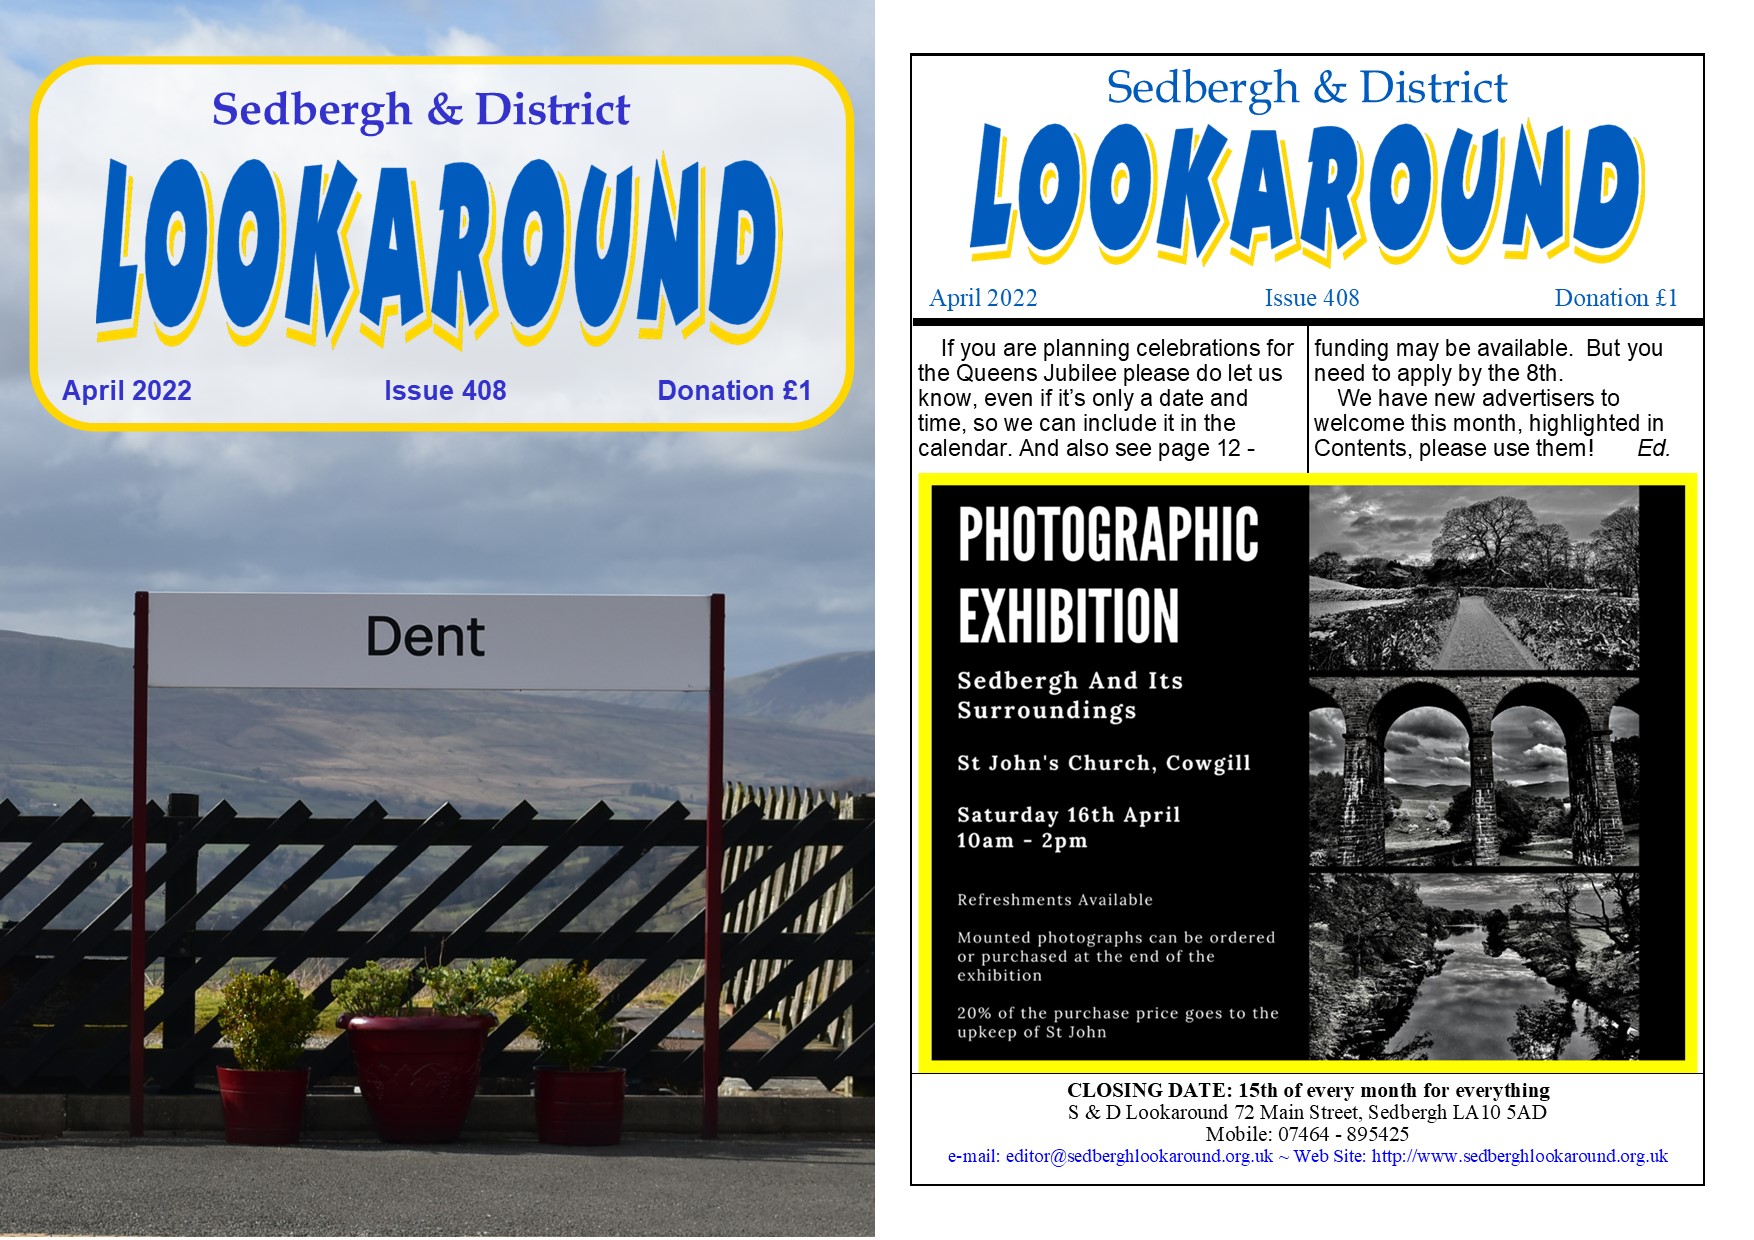 Sedbergh & District
LOOKAROUND
April 2022 Issue 408 Donation £1
Dent
Sedbergh & District
LOOKAROUND
April 2022 Issue 408 Donation £1
If you are planning celebrations for
the Queens Jubilee please do let us
know, even if it's only a date and
time, so we can include it in the
calendar. And also see page 12 -
funding may be available. But you
need to apply by the 8th.
We have new advertisers to
welcome this month, highlighted in
Contents, please use them! Ed.
PHOTOGRAPHIC
EXHIBITION
Sedbergh And Its
Surroundings
St John's Church, Cowgill
Saturday 16th April
10am - 2pm
Refreshments Available
Mounted photographs can be ordered
or purchased at the end of the
exhibition
20% of the purchase price goes to the
upkeep of St John
CLOSING DATE: 15th of every month for everything
S & D Lookaround 72 Main Street, Sedbergh LA10 5AD
Mobile: 07464 - 895425
e-mail: editor@sedberghlookaround.org.uk ~ Web Site: http://www.sedberghlookaround.org.uk